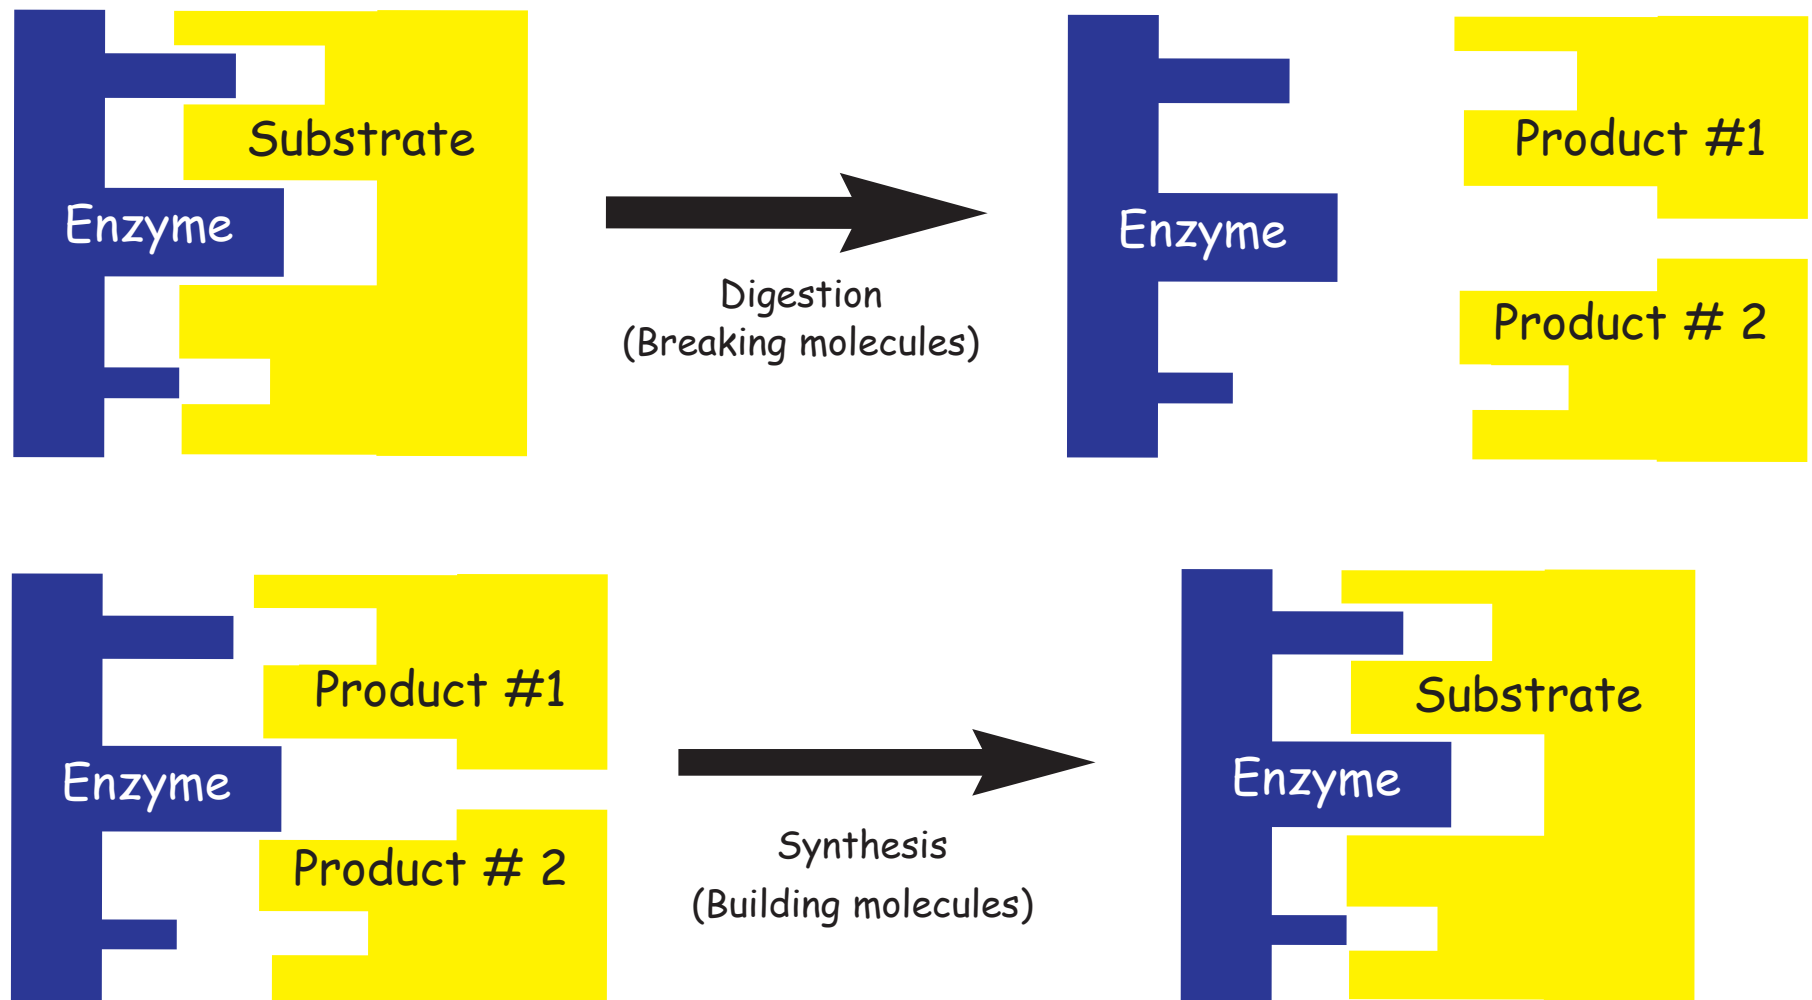 Substrate
Enzyme
Digestion
(Breaking molecules)
Enzyme
Product #1
Product # 2
Product #1
Enzyme
Product # 2
Synthesis
(Building molecules)
Substrate
Enzyme